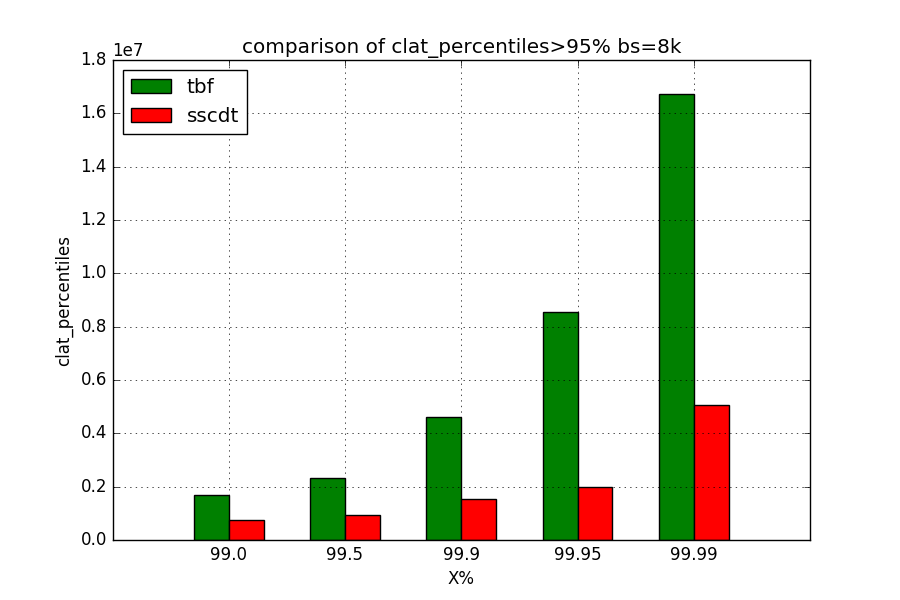 comparison of clat_percentiles>95% bs=8k
1e7
1.8
1.6
1.4
1.2
1.0
0.8
0.6
0.4
0.2
0.0
clat_percentiles
tbf
sscdt
99.0 99.5 99.9 99.95 99.99
X%